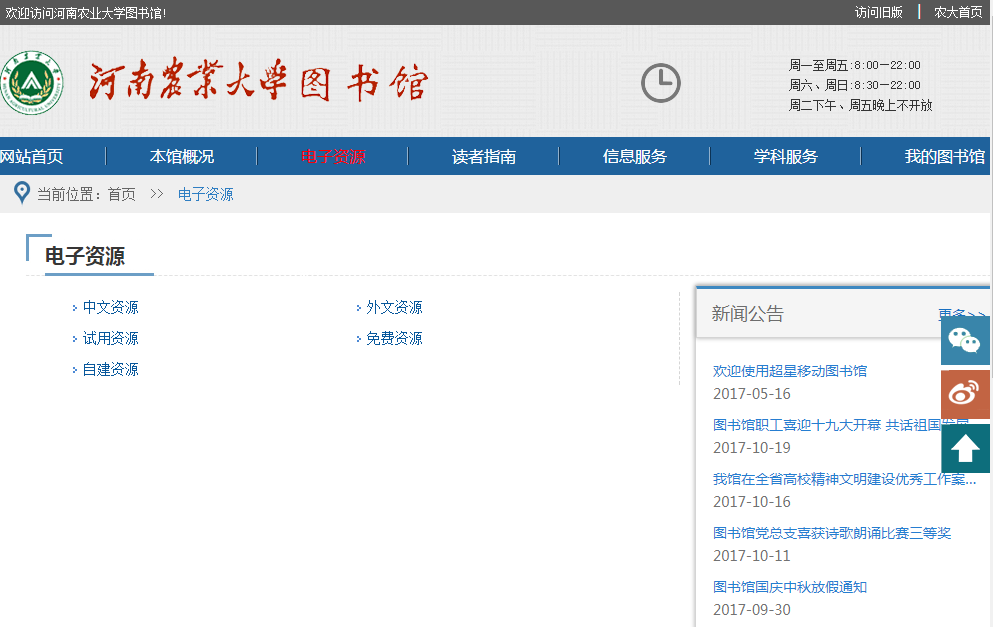 欢迎访问河南农业大学图书馆!
访问旧版 农大首页
河南农业大学图书馆
周一至周五:8:00—22:00
周六、周日:8:30—22:00
周二下午、周五晚上不开放
网站首页 本馆概况 电子资源 读者指南 信息服务 学科服务 我的图书馆
当前位置：首页 >> 电子资源
电子资源
中文资源 外文资源
试用资源 免费资源
自建资源
新闻公告 更多>>
欢迎使用超星移动图书馆
2017-05-16
图书馆职工喜迎十九大开幕 共话祖国发展
2017-10-19
我馆在全省高校精神文明建设优秀工作案...
2017-10-16
图书馆党总支喜获诗歌朗诵比赛三等奖
2017-10-11
图书馆国庆中秋放假通知
2017-09-30